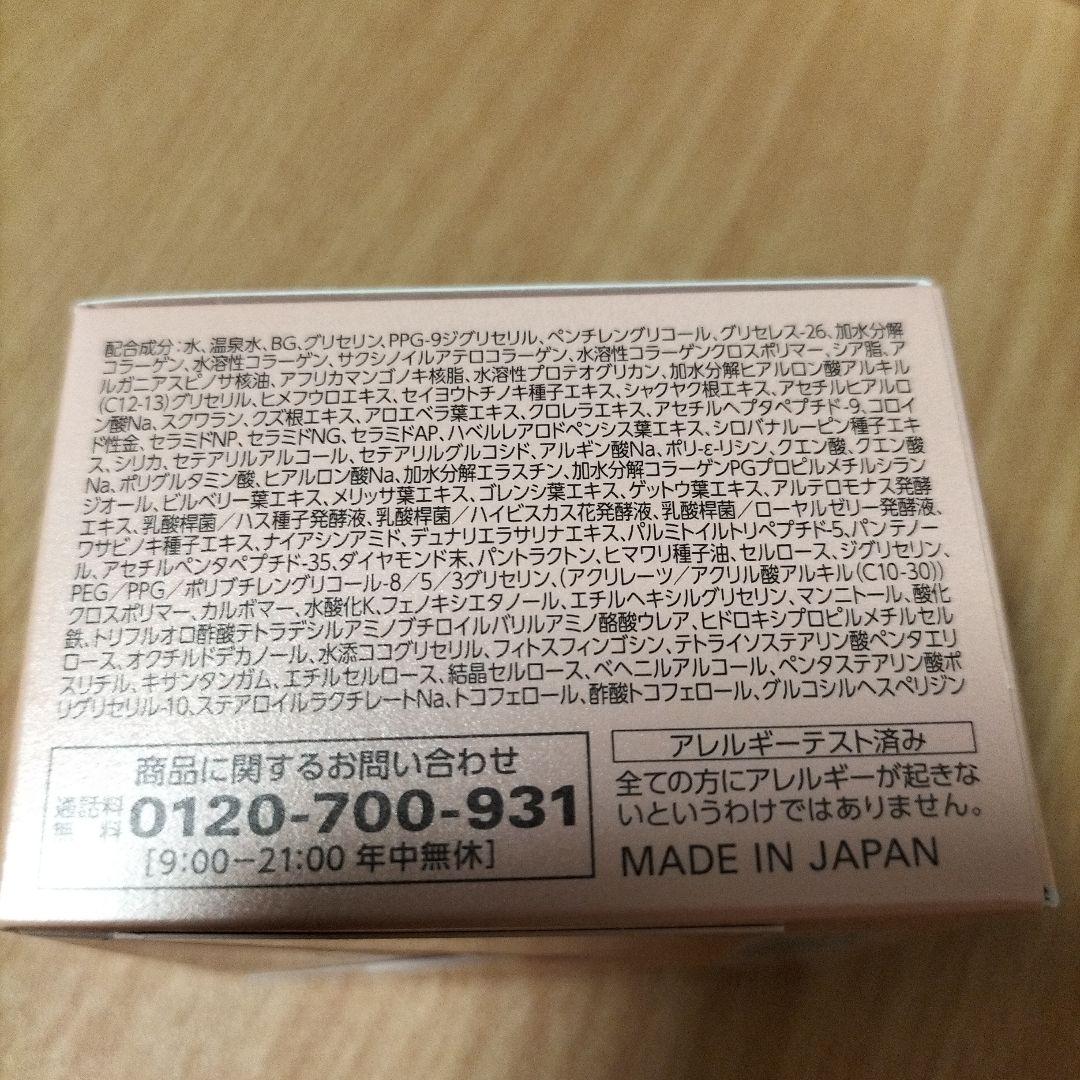 配合成分:水、温泉水、BG、グリセリン、PPG-9ジグリセリル、ペンチレングリコール、グリセレス-26、加水分解
コラーゲン、水溶性コラーゲン、サクシノイルアテロコラーゲン、水溶性コラーゲンクロスポリマー、シア脂、ア
ルガニアスピノサ核油、アフリカマンゴノキ核脂、水溶性プロテオグリカン、加水分解ヒアルロン酸アルキル
(C12-13)グリセリル、ヒメフウロエキス、セイヨウトチノキ種子エキス、シャクヤク根エキス、アセチルヒアルロ
ン酸Na、スクワラン、クズ根エキス、アロエベラ葉エキス、クロレラエキス、アセチルヘプタペプチド-9、コロイ
ド性金、セラミドNP、セラミドNG、セラミドAP、ハベルレアロドペンシス葉エキス、シロバナルーピン種子エキ
ス、シリカ、セテアリルアルコール、セテアリルグルコシド、アルギン酸Na、ポリ-ε-リシン、クエン酸、クエン酸
Na、ポリグルタミン酸、ヒアルロン酸Na、加水分解エラスチン、加水分解コラーゲンPGプロピルメチルシラン
ジオール、ビルベリー葉エキス、メリッサ葉エキス、ゴレンシ葉エキス、ゲットウ葉エキス、アルテロモナス発酵
エキス、乳酸桿菌/ハス種子発酵液、乳酸桿菌/ハイビスカス花発酵液、乳酸桿菌/ローヤルゼリー発酵液、
ワサビノキ種子エキス、ナイアシンアミド、デュナリエラサリナエキス、パルミトイルトリペプチド-5、パンテノー
ル、アセチルペンタペプチド-35、ダイヤモンド末、パントラクトン、ヒマワリ種子油、セルロース、ジグリセリン、
PEG/PPG/ポリブチレングリコール-8/5/3グリセリン、(アクリレーツ/アクリル酸アルキル(C10-30))
クロスポリマー、カルボマー、水酸化K、フェノキシエタノール、エチルヘキシルグリセリン、マンニトール、酸化
鉄、トリフルオロ酢酸テトラデシルアミノブチロイルバリルアミノ酪酸ウレア、ヒドロキシプロピルメチルセル
ロース、オクチルドデカノール、水添ココグリセリル、フィトスフィンゴシン、テトライソステアリン酸ペンタエリ
スリチル、キサンタンガム、エチルセルロース、結晶セルロース、ベヘニルアルコール、ペンタステアリン酸ポ
リグリセリル-10、ステアロイルラクチレートNa、トコフェロール、酢酸トコフェロール、グルコシルヘスペリジン
商品に関するお問い合わせ
通話料無料 0120-700-931
[9:00-21:00 年中無休]
アレルギーテスト済み
全ての方にアレルギーが起きな
いというわけではありません。
MADE IN JAPAN